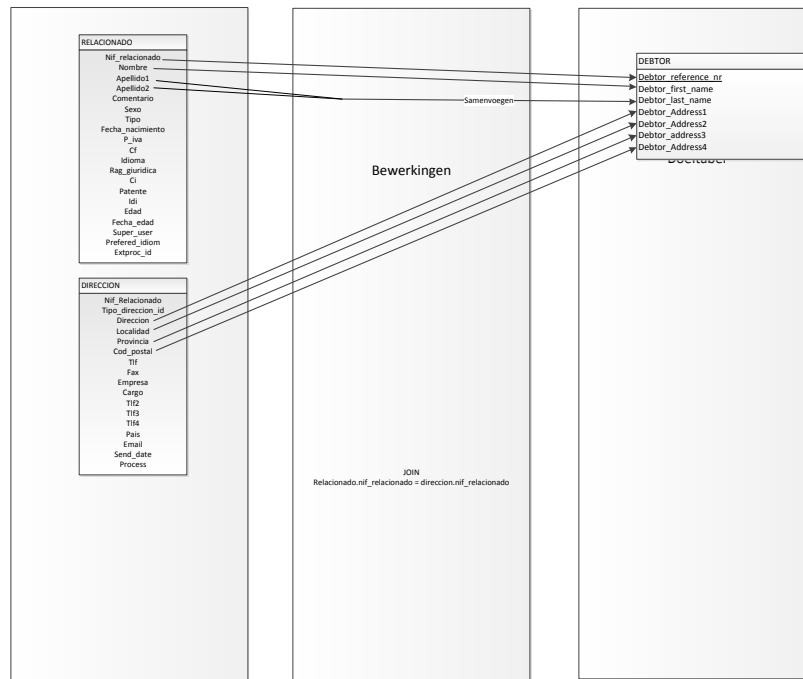 RELACIONADO
Nif_relacionado
Nombre
Apellido1
Apellido2
Comentario
Sexo
Tipo
Fecha_nacimiento
P_iva
Cf
Idioma
Rag_giuridica
Ci
Patente
Idi
Edad
Fecha_edad
Super_user
Prefered_idiom
Extproc_id
DIRECCION
Nif_Relacionado
Tipo_direccion_id
Direccion
Localidad
Provincia
Cod_postal
Tlf
Fax
Empresa
Cargo
Tlf2
Tlf3
Tlf4
Pais
Email
Send_date
Process
Samenvoegen
Bewerkingen
JOIN
Relacionado.nif_relacionado = direccion.nif_relacionado
DEBTOR
Debtor_reference_nr
Debtor_first_name
Debtor_last_name
Debtor_Address1
Debtor_Address2
Debtor_address3
Debtor_Address4